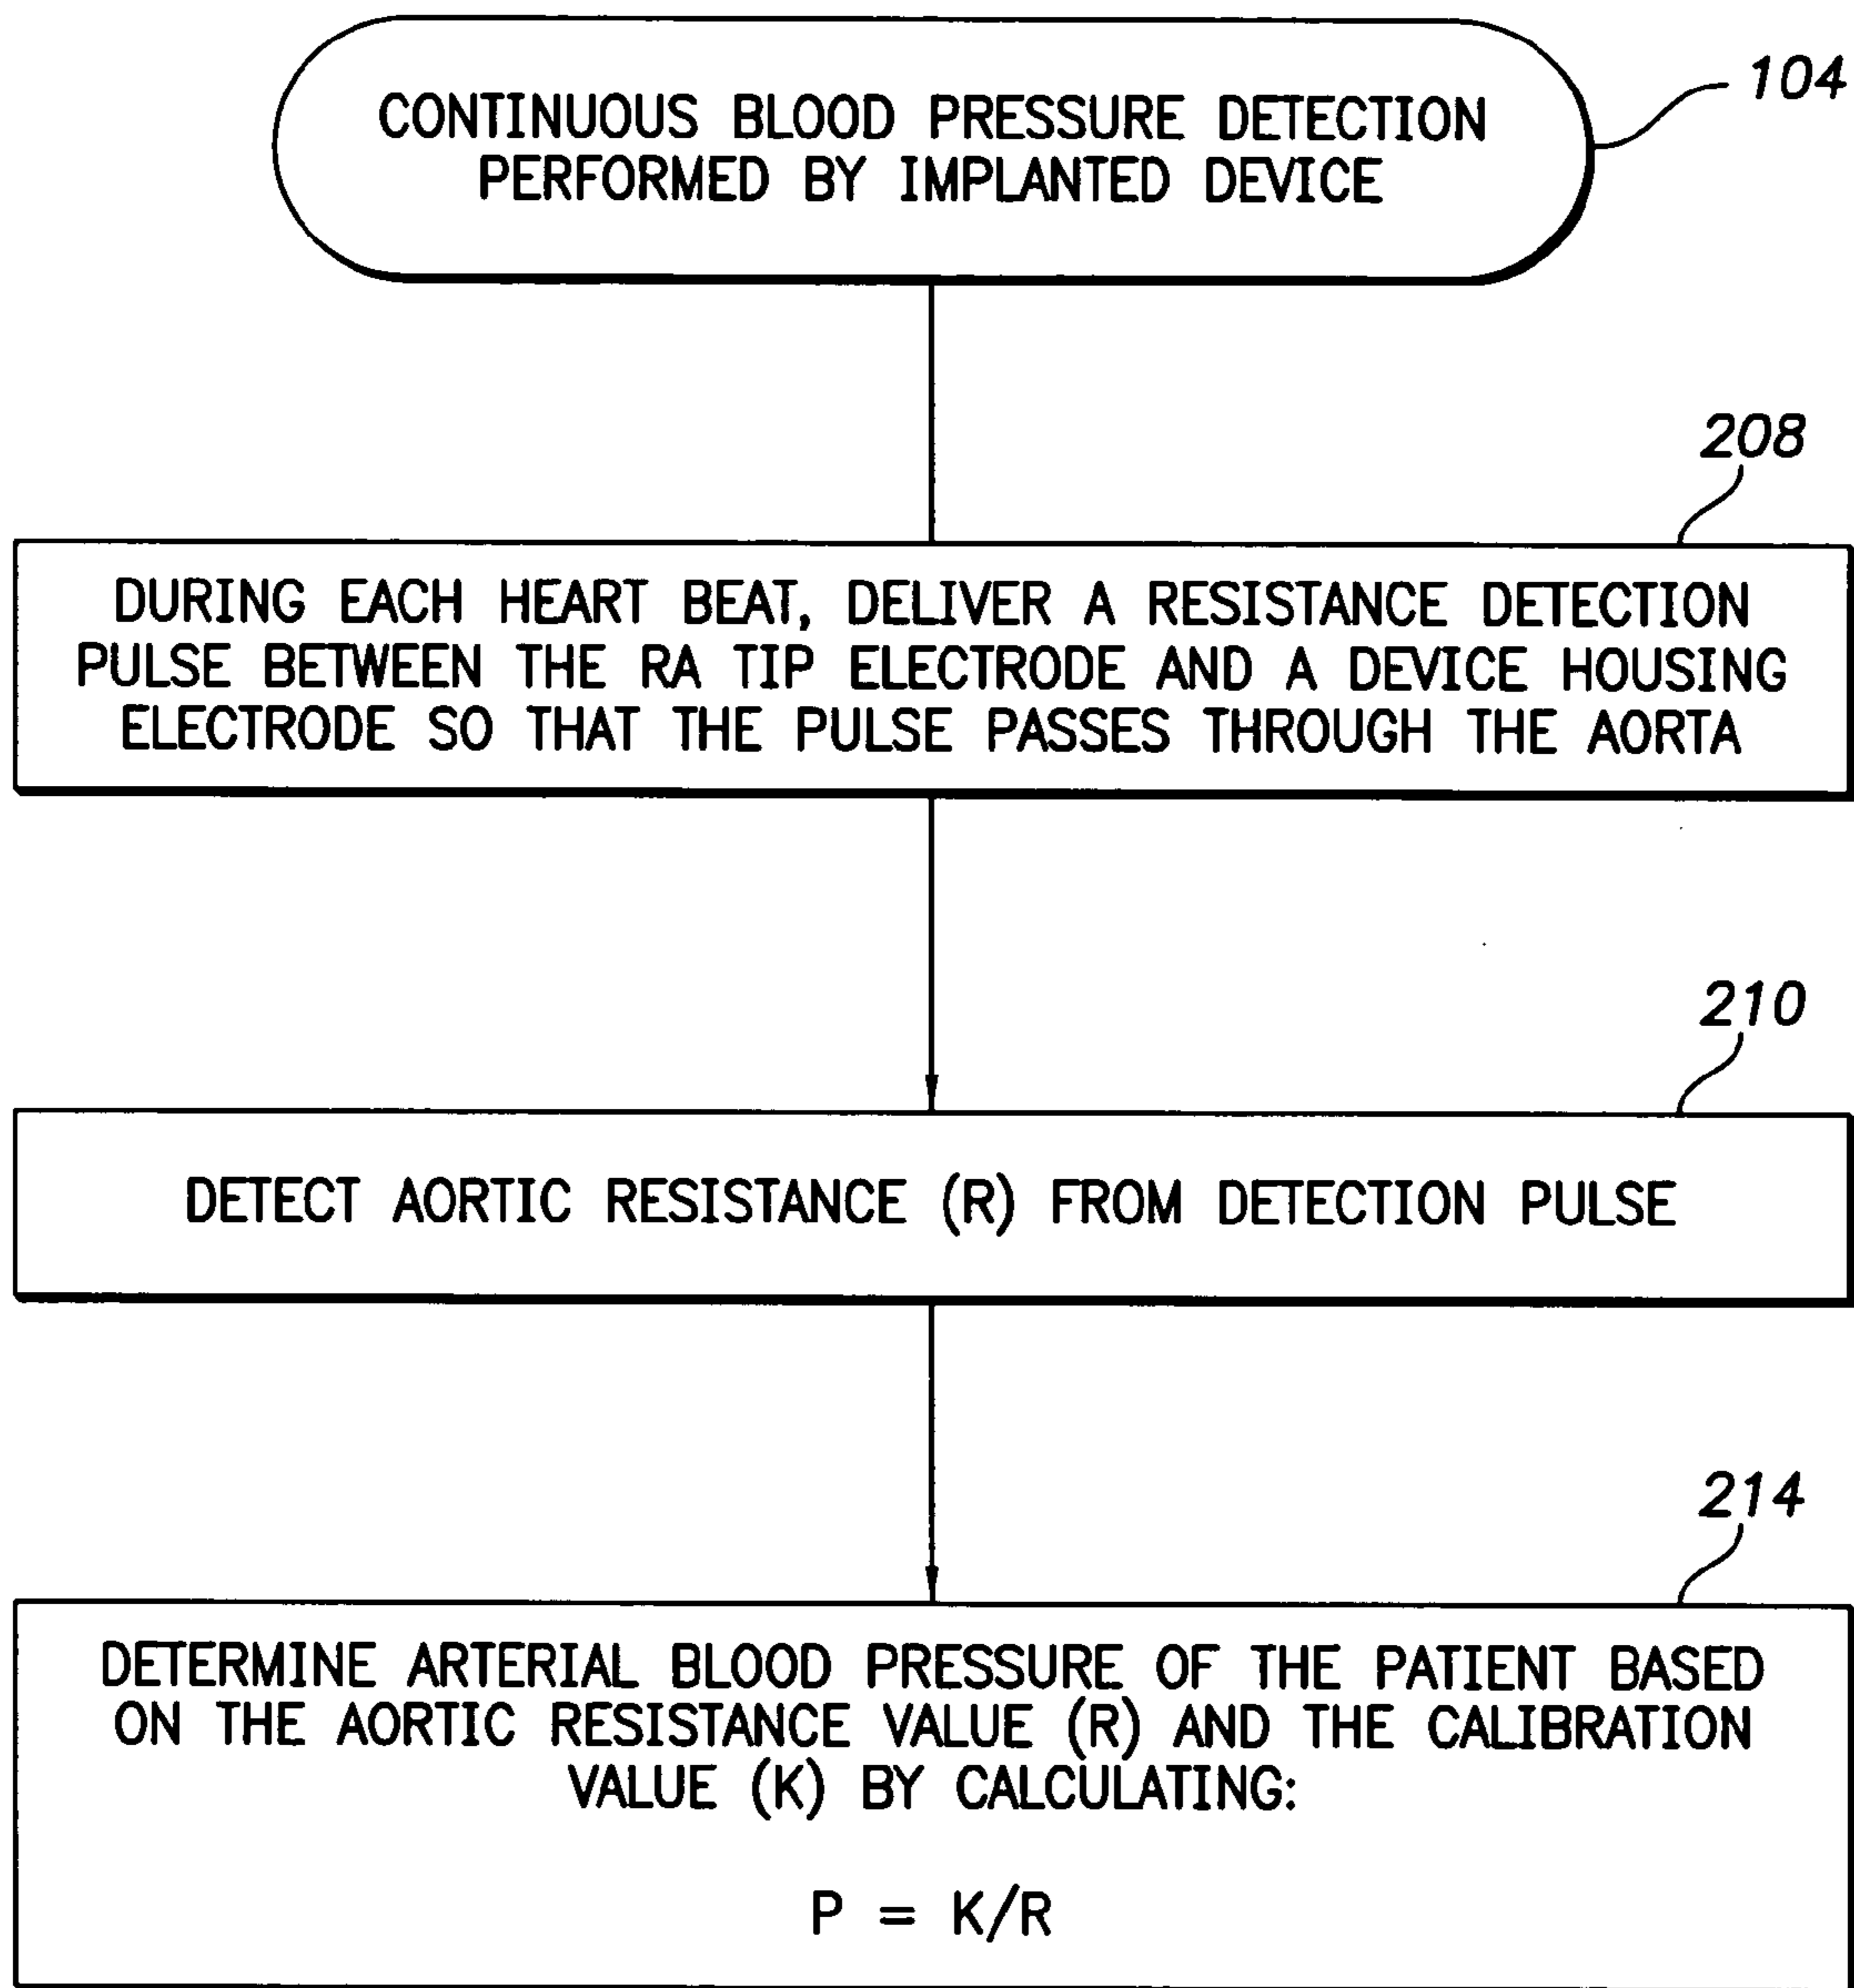 104
CONTINUOUS BLOOD PRESSURE DETECTION
PERFORMED BY IMPLANTED DEVICE
208
DURING EACH HEART BEAT, DELIVER A RESISTANCE DETECTION
PULSE BETWEEN THE RA TIP ELECTRODE AND A DEVICE HOUSING
ELECTRODE SO THAT THE PULSE PASSES THROUGH THE AORTA
210
DETECT AORTIC RESISTANCE (R) FROM DETECTION PULSE
214
DETERMINE ARTERIAL BLOOD PRESSURE OF THE PATIENT BASED
ON THE AORTIC RESISTANCE VALUE (R) AND THE CALIBRATION
VALUE (K) BY CALCULATING:
P = K/R